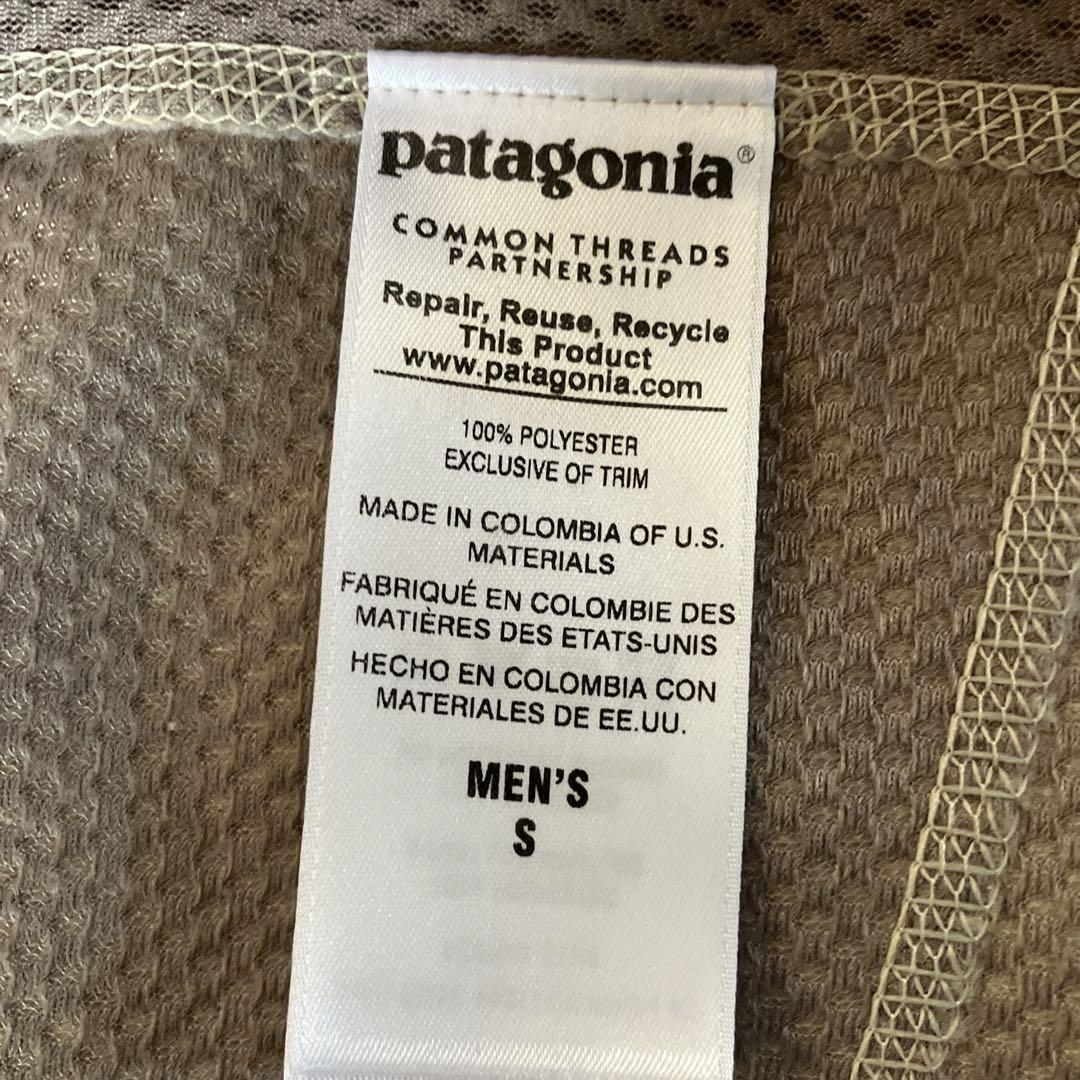 patagonia®
COMMON THREADS
PARTNERSHIP
Repair, Reuse, Recycle
This Product
www.patagonia.com
100% POLYESTER
EXCLUSIVE OF TRIM
MADE IN COLOMBIA OF U.S.
MATERIALS
FABRIQUÉ EN COLOMBIE DES
MATIÈRES DES ETATS-UNIS
HECHO EN COLOMBIA CON
MATERIALES DE EE.UU.
MEN'S
S